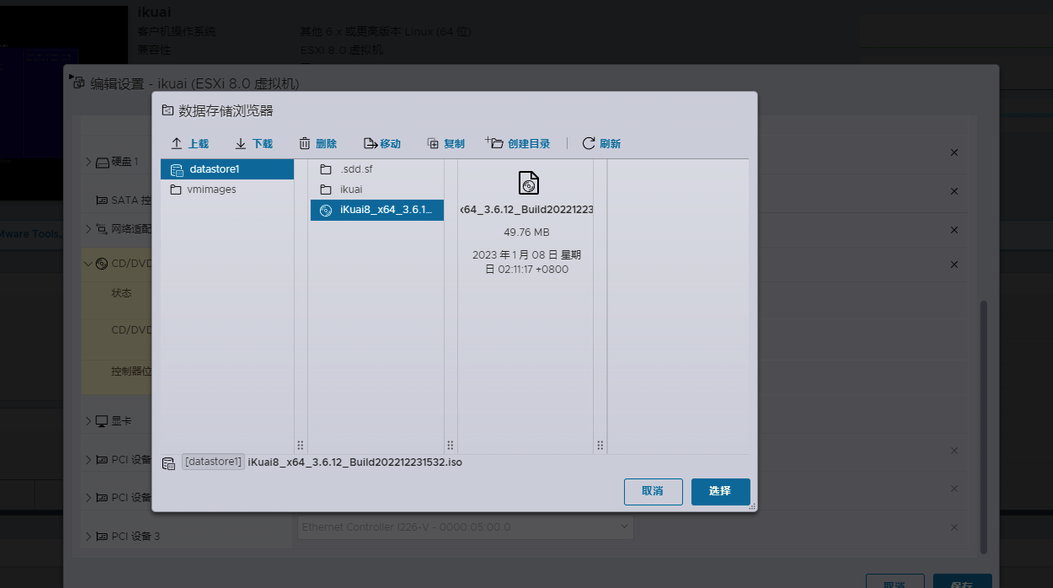 ikuai
客户机操作系统 其他 6.x 或更高版本 Linux (64 位)
兼容性 ESXi 8.0 虚拟机
编辑设置 - ikuai (ESXi 8.0 虚拟机)
数据存储浏览器
上载 下载 删除 移动 复制 创建目录 刷新
datastore1 .sdd.sf
vmimages ikuai
iKuai8_x64_3.6.1... x64_3.6.12_Build20221223
49.76 MB
2023 年 1 月 08 日 星期
日 02:11:17 +0800
硬盘 1
SATA 控
Mware Tools,
网络适配
CD/DVD
状态
CD/DVD
控制器位
显卡
PCI 设备
[datastore1] iKuai8_x64_3.6.12_Build202212231532.iso
取消 选择
PCI 设备
PCI 设备 3 Ethernet Controller I226-V - 0000:05:00.0
取消 保存